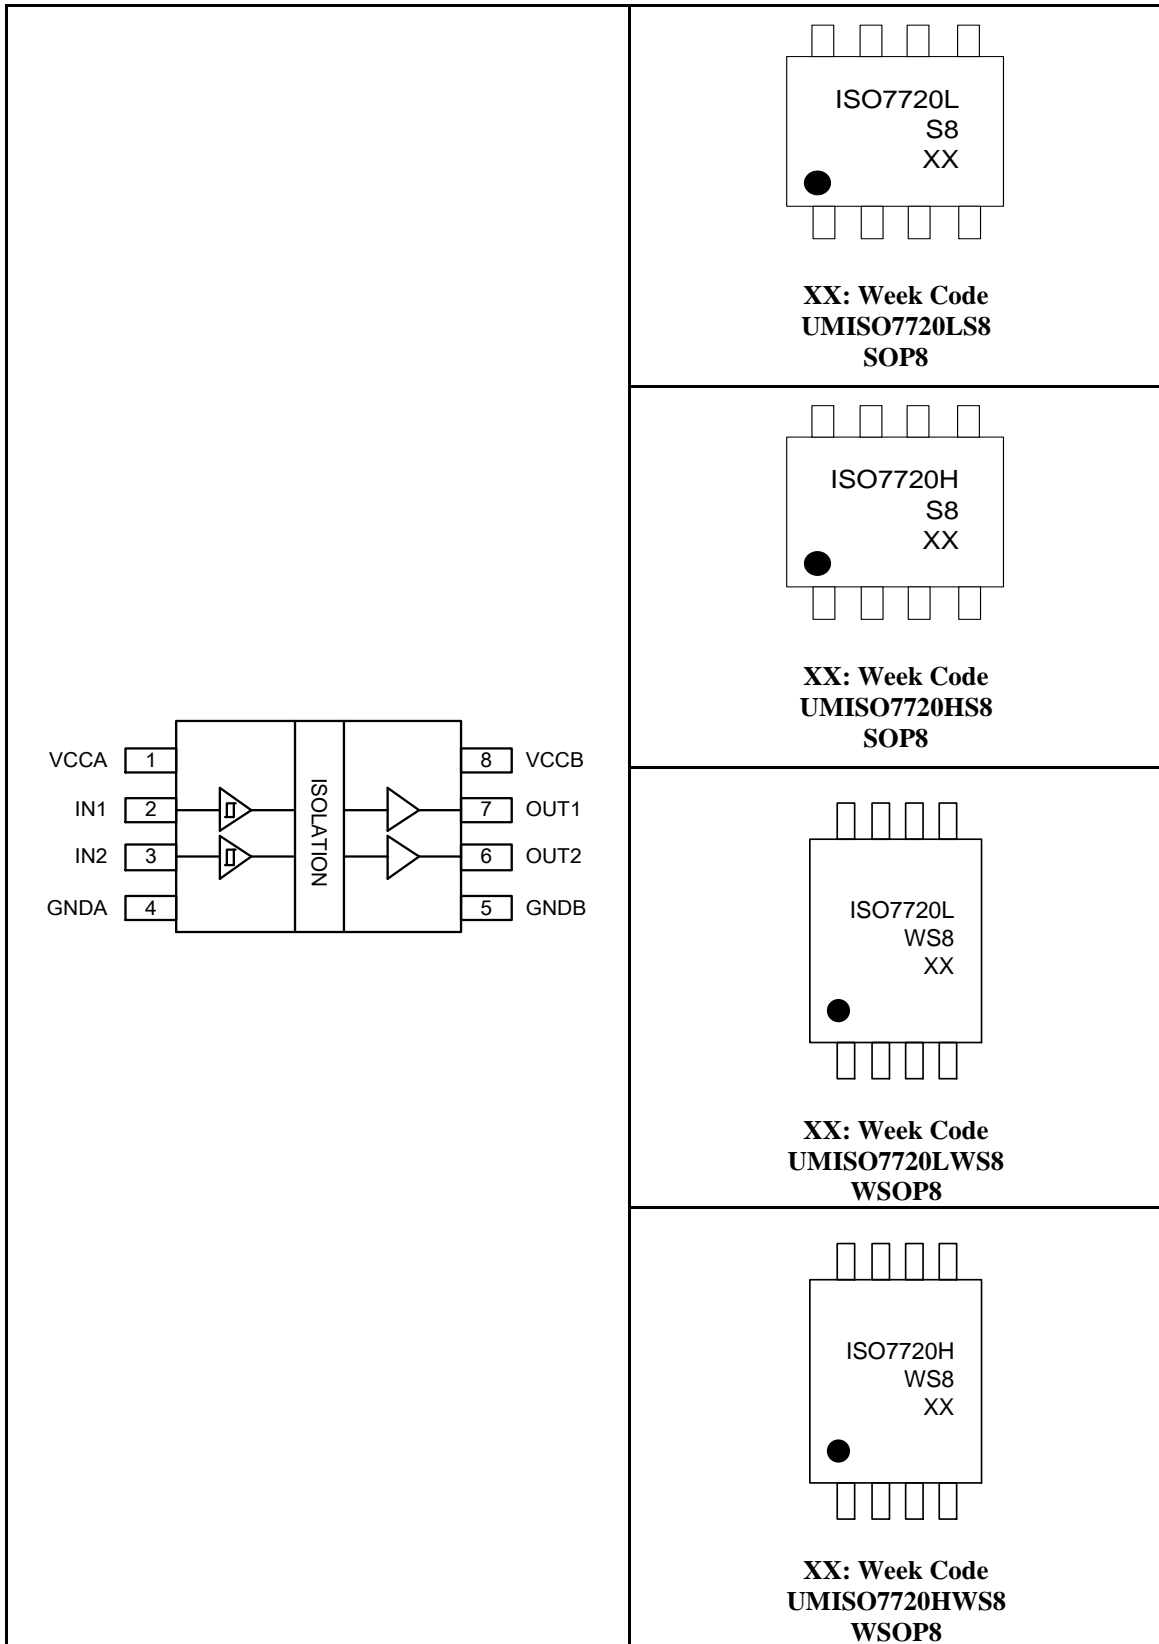 VCCA 1 8 VCCB
IN1 2 7 OUT1
IN2 3 6 OUT2
GNDA 4 5 GNDB
ISOLATION
ISO7720L
S8
XX
XX: Week Code
UMISO7720LS8
SOP8
ISO7720H
S8
XX
XX: Week Code
UMISO7720HS8
SOP8
ISO7720L
WS8
XX
XX: Week Code
UMISO7720LWS8
WSOP8
ISO7720H
WS8
XX
XX: Week Code
UMISO7720HWS8
WSOP8